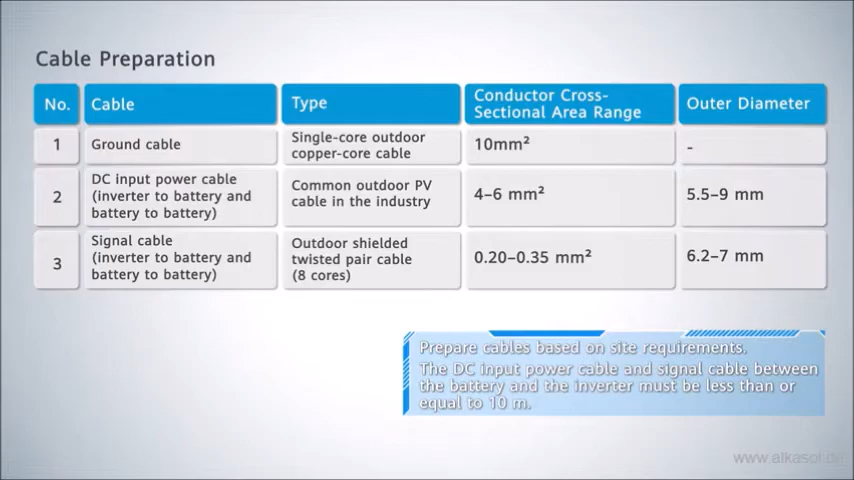 Cable Preparation
No. Cable Type Conductor Cross-Sectional Area Range Outer Diameter
1 Ground cable Single-core outdoor copper-core cable 10mm² -
2 DC input power cable (inverter to battery and battery to battery) Common outdoor PV cable in the industry 4–6 mm² 5.5–9 mm
3 Signal cable (inverter to battery and battery to battery) Outdoor shielded twisted pair cable (8 cores) 0.20–0.35 mm² 6.2–7 mm
Prepare cables based on site requirements.
The DC input power cable and signal cable between
the battery and the inverter must be less than or
equal to 10 m.